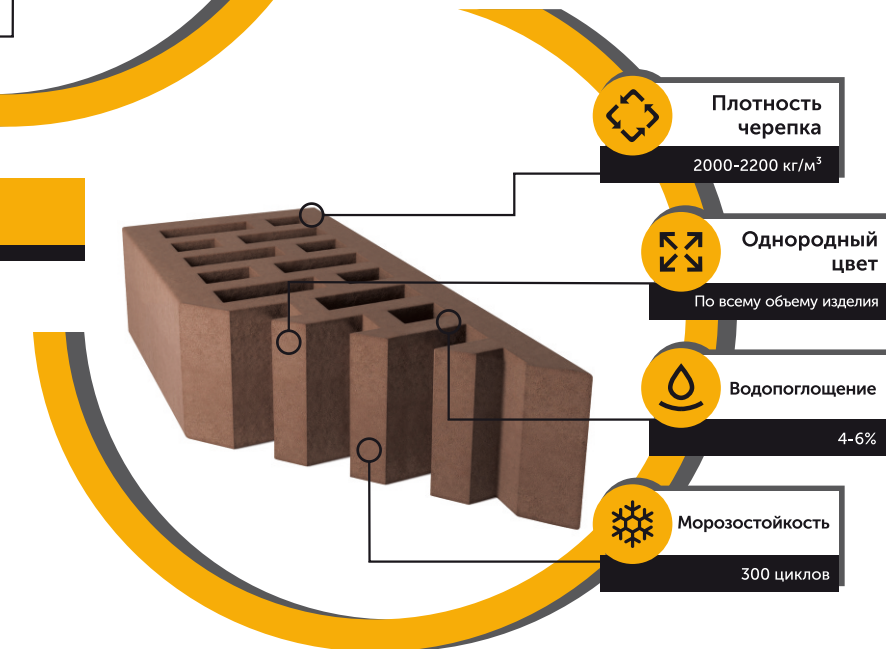 Плотность
черепка
2000-2200 кг/м³
Однородный
цвет
По всему объему изделия
Водопоглощение
4-6%
Морозостойкость
300 циклов